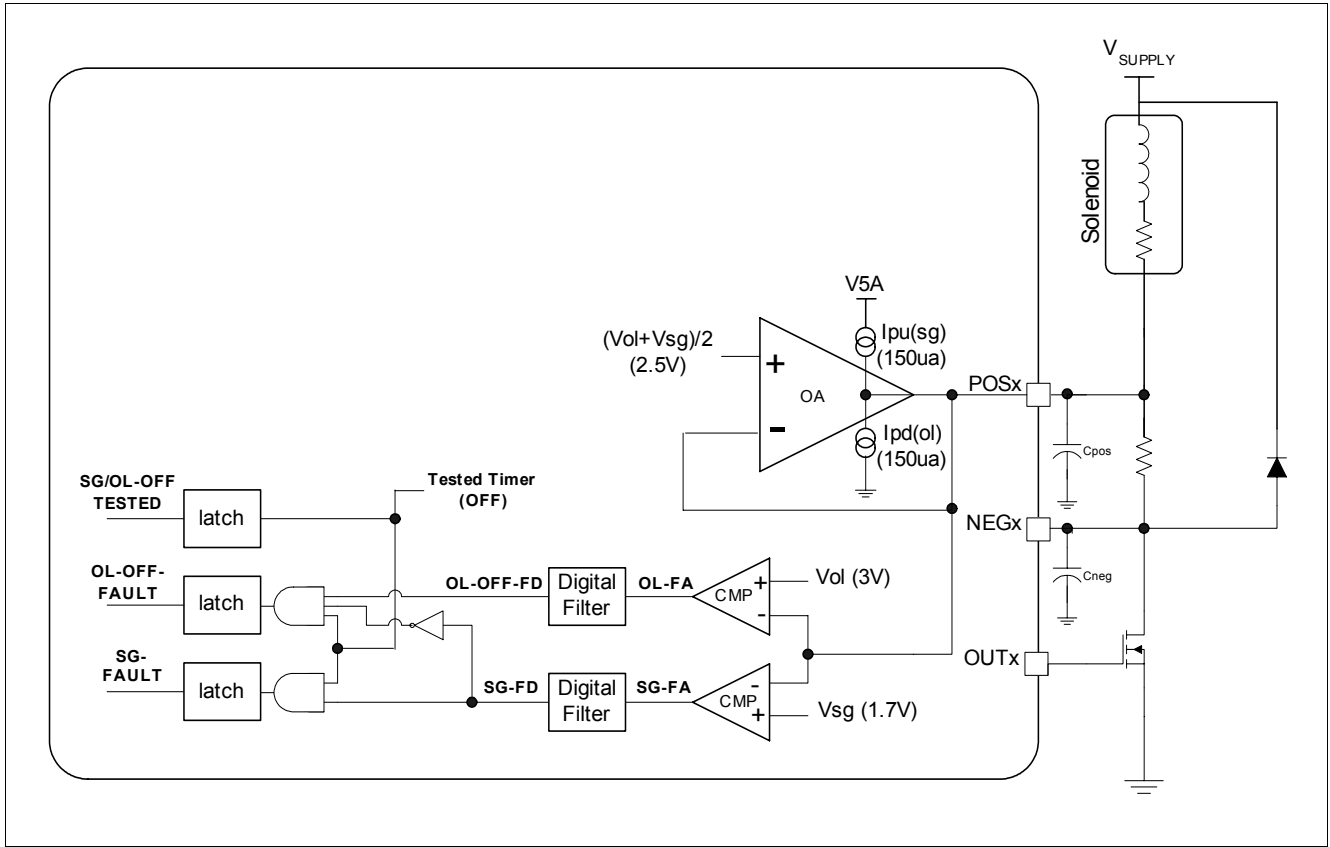 V SUPPLY
Solenoid
V5A
(Vol+Vsg)/2
(2.5V)
Ipu(sg)
(150ua)
+
OA
-
Ipd(ol)
(150ua)
POSx
Cpos
NEGx
Cneg
OUTx
SG/OL-OFF
TESTED
latch
Tested Timer
(OFF)
OL-OFF-
FAULT
latch
OL-OFF-FD
Digital
Filter
OL-FA
CMP
+
-
Vol (3V)
SG-
FAULT
latch
SG-FD
Digital
Filter
SG-FA
CMP
-
+
Vsg (1.7V)